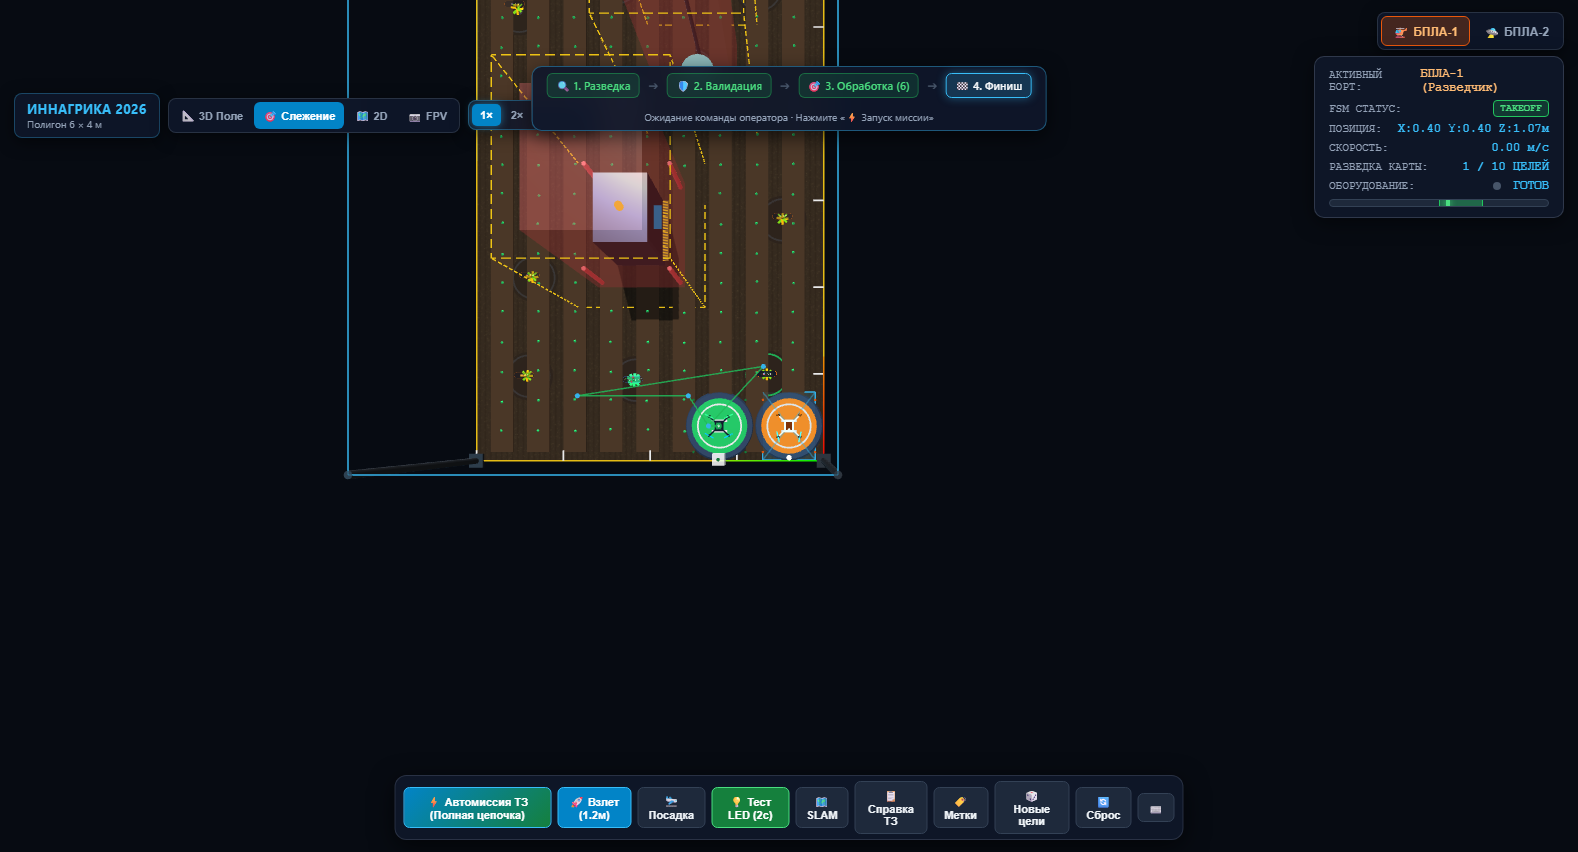 БПЛА-1
БПЛА-2
АКТИВНЫЙ БОРТ:
БПЛА-1 (Разведчик)
FSM СТАТУС:
TAKEOFF
ПОЗИЦИЯ:
X:0.40 Y:0.40 Z:1.07м
СКОРОСТЬ:
0.00 м/с
РАЗВЕДКА КАРТЫ:
1 / 10 ЦЕЛЕЙ
ОБОРУДОВАНИЕ:
ГОТОВ
ИННАГРИКА 2026
Полигон 6 × 4 м
3D Поле
Слежение
2D
FPV
1×
2×
1. Разведка
→
2. Валидация
→
3. Обработка (6)
→
4. Финиш
Ожидание команды оператора · Нажмите «⚡ Запуск миссии»
Автомиссия ТЗ
(Полная цепочка)
Взлет
(1.2м)
Посадка
Тест
LED (2с)
SLAM
Справка
ТЗ
Метки
Новые
цели
Сброс